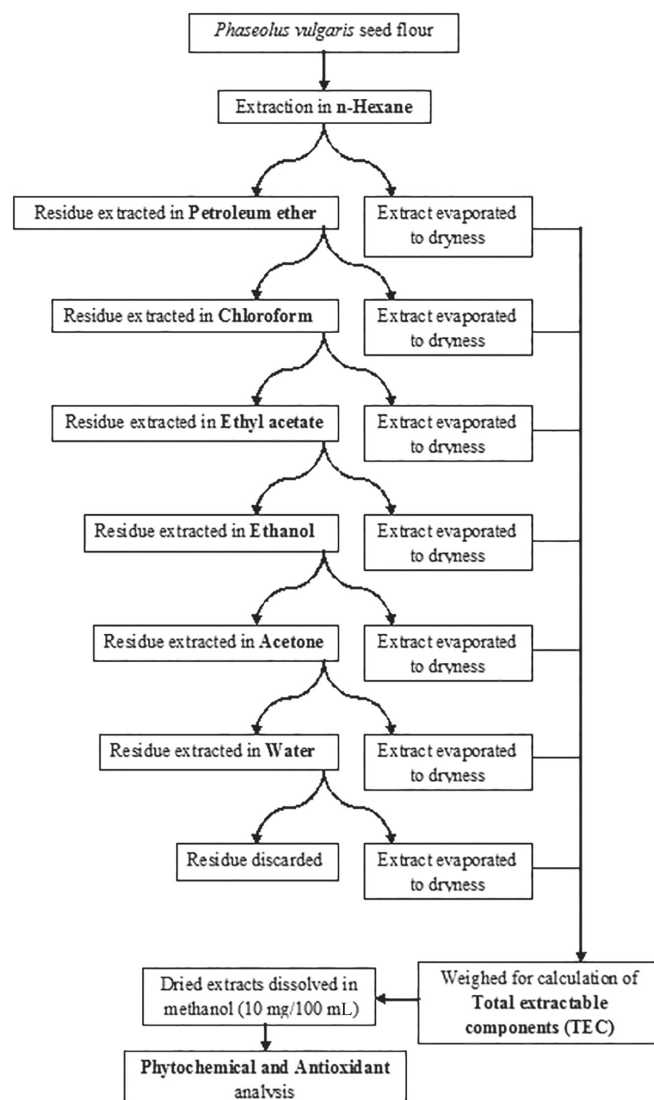 Phaseolus vulgaris seed flour
Extraction in n-Hexane
Residue extracted in Petroleum ether
Extract evaporated
to dryness
Residue extracted in Chloroform
Extract evaporated
to dryness
Residue extracted in Ethyl acetate
Extract evaporated
to dryness
Residue extracted in Ethanol
Extract evaporated
to dryness
Residue extracted in Acetone
Extract evaporated
to dryness
Residue extracted in Water
Extract evaporated
to dryness
Residue discarded
Extract evaporated
to dryness
Weighed for calculation of
Total extractable
components (TEC)
Dried extracts dissolved in
methanol (10 mg/100 mL)
Phytochemical and Antioxidant
analysis